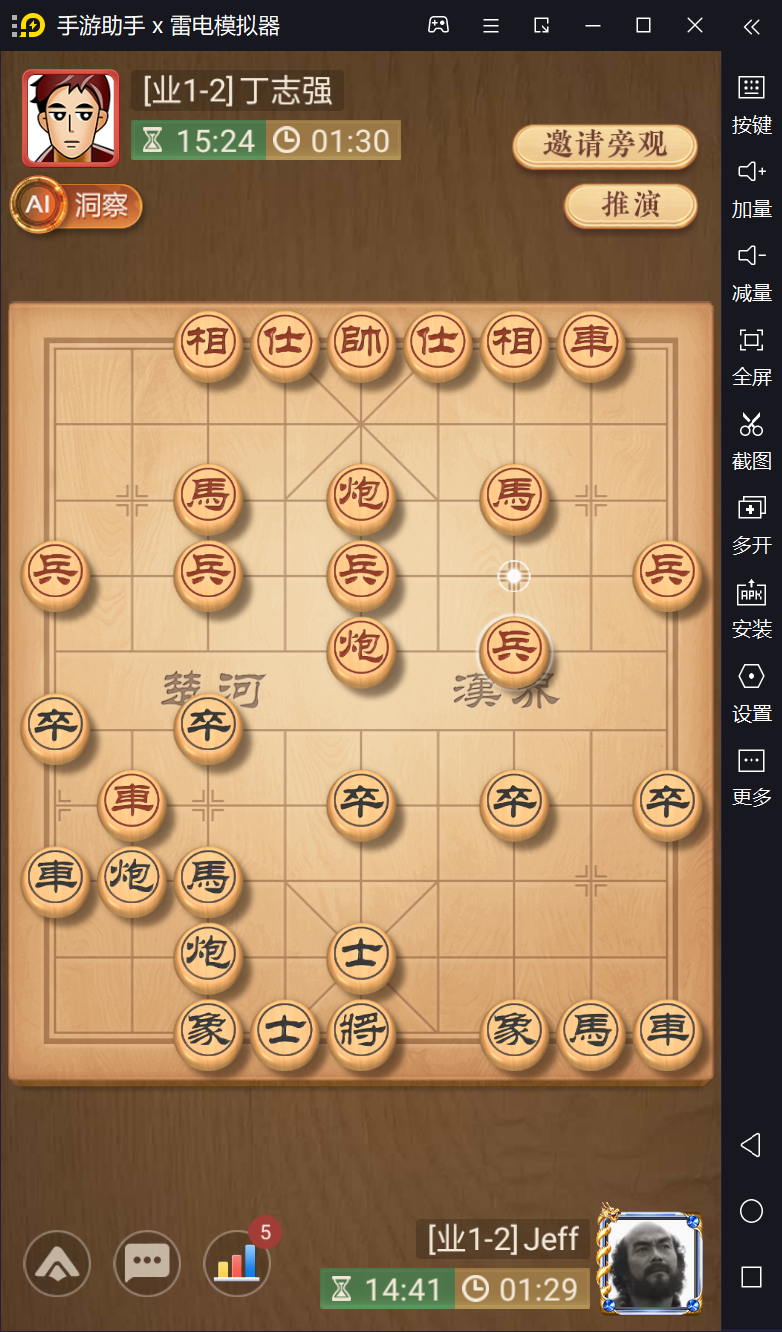 手游助手 x 雷电模拟器
[业1-2]丁志强
15:24 01:30
邀请旁观
AI 洞察
推演
相仕帥仕相車
馬炮馬
兵兵兵兵
炮兵
楚河 漢界
卒卒
車卒卒卒
車炮馬
炮士
象士將象馬車
5
[业1-2]Jeff
14:41 01:29
按键
加量
减量
全屏
截图
多开
APK
安装
设置
更多